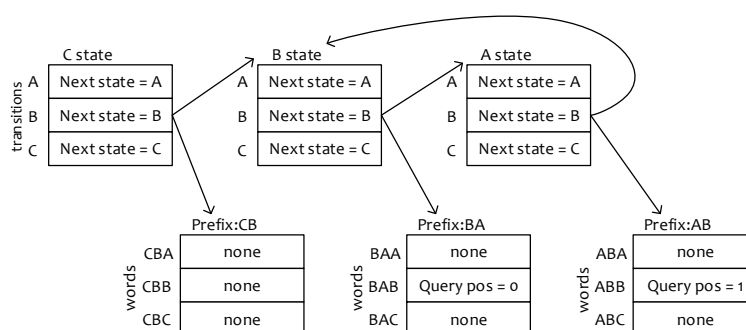 C state
B state
A state
transitions
A Next state = A
B Next state = B
C Next state = C
A Next state = A
B Next state = B
C Next state = C
A Next state = A
B Next state = B
C Next state = C
Prefix:CB
Prefix:BA
Prefix:AB
words
CBA none
CBB none
CBC none
words
BAA none
BAB Query pos = 0
BAC none
words
ABA none
ABB Query pos = 1
ABC none